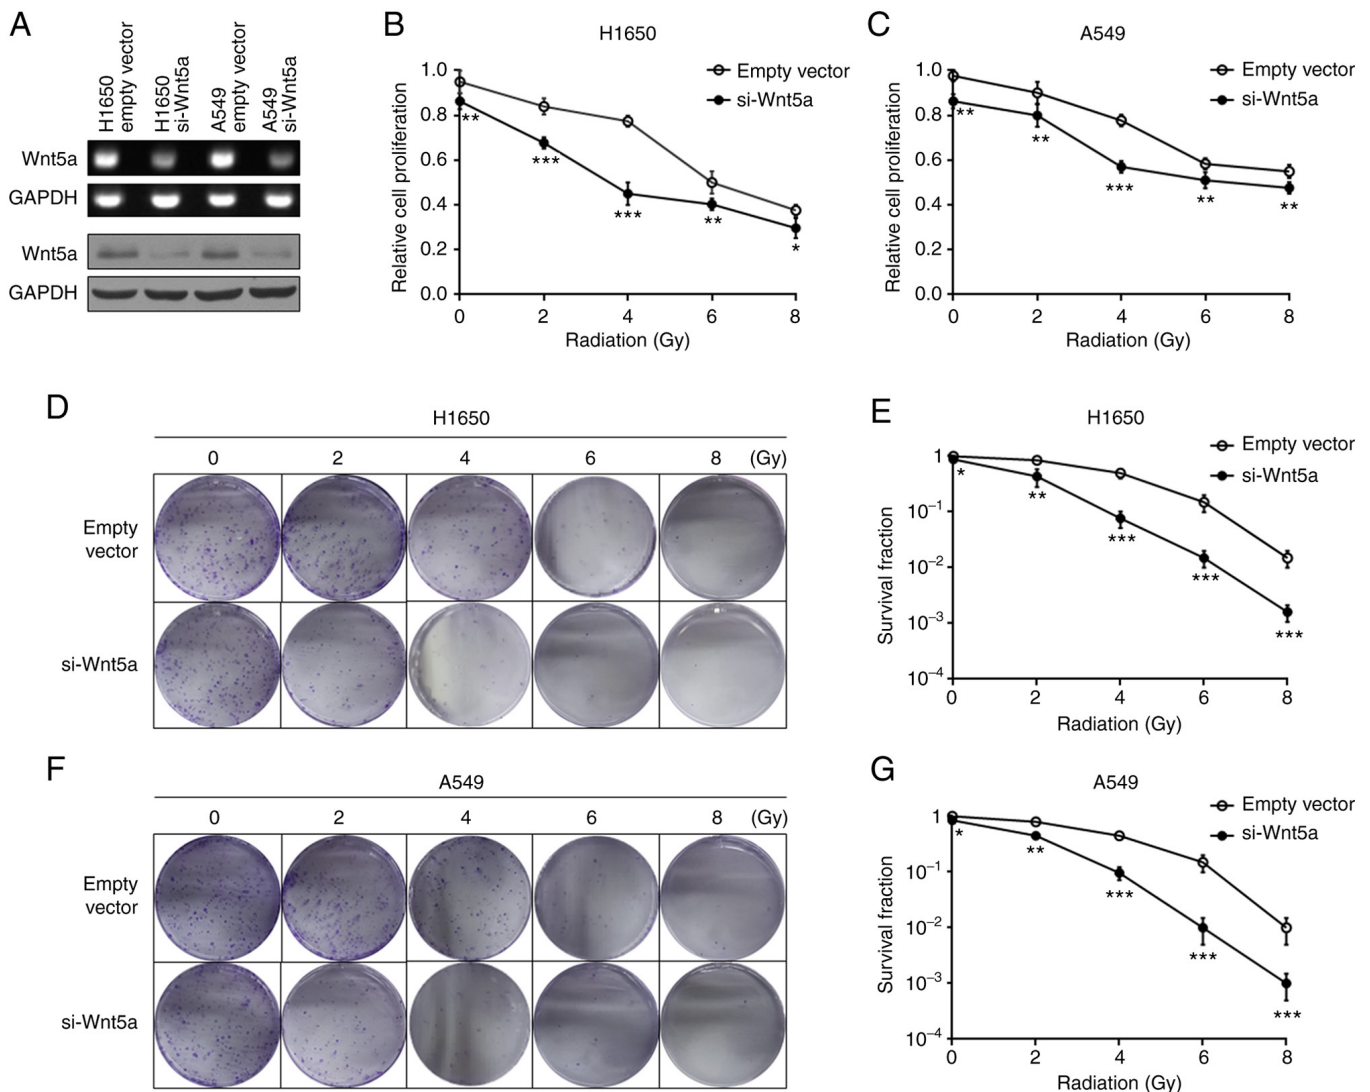 A
H1650
empty vector
H1650
si-Wnt5a
A549
empty vector
A549
si-Wnt5a
Wnt5a
GAPDH
Wnt5a
GAPDH
B
H1650
Empty vector
si-Wnt5a
Relative cell proliferation
1.0
0.8
0.6
0.4
0.2
0.0
**
***
***
**
*
0 2 4 6 8
Radiation (Gy)
C
A549
Empty vector
si-Wnt5a
Relative cell proliferation
1.0
0.8
0.6
0.4
0.2
0.0
**
**
***
**
**
0 2 4 6 8
Radiation (Gy)
D
H1650
0 2 4 6 8 (Gy)
Empty
vector
si-Wnt5a
E
H1650
Empty vector
si-Wnt5a
Survival fraction
1
10–1
10–2
10–3
10–4
*
**
***
***
***
0 2 4 6 8
Radiation (Gy)
F
A549
0 2 4 6 8 (Gy)
Empty
vector
si-Wnt5a
G
A549
Empty vector
si-Wnt5a
Survival fraction
1
10–1
10–2
10–3
10–4
*
**
***
***
***
0 2 4 6 8
Radiation (Gy)